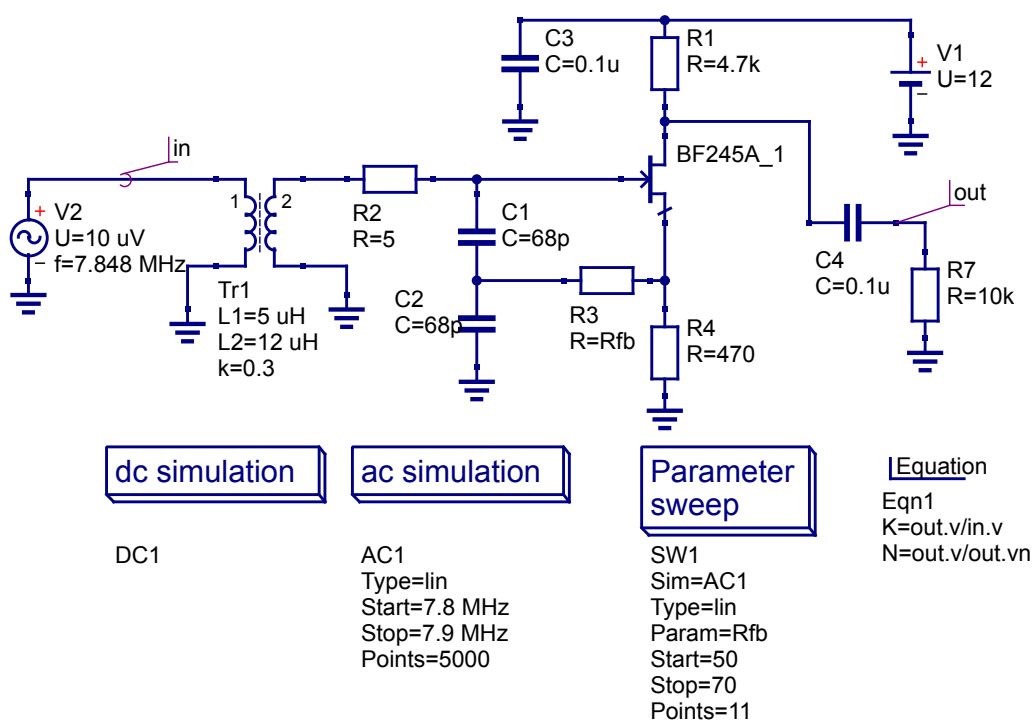 C3
C=0.1u
R1
R=4.7k
+
V1
U=12
−
in
BF245A_1
out
+
V2
U=10 uV
−
f=7.848 MHz
1
2
Tr1
L1=5 uH
L2=12 uH
k=0.3
R2
R=5
C1
C=68p
C2
C=68p
R3
R=Rfb
R4
R=470
C4
C=0.1u
R7
R=10k
dc simulation
DC1
ac simulation
AC1
Type=lin
Start=7.8 MHz
Stop=7.9 MHz
Points=5000
Parameter
sweep
SW1
Sim=AC1
Type=lin
Param=Rfb
Start=50
Stop=70
Points=11
Equation
Eqn1
K=out.v/in.v
N=out.v/out.vn